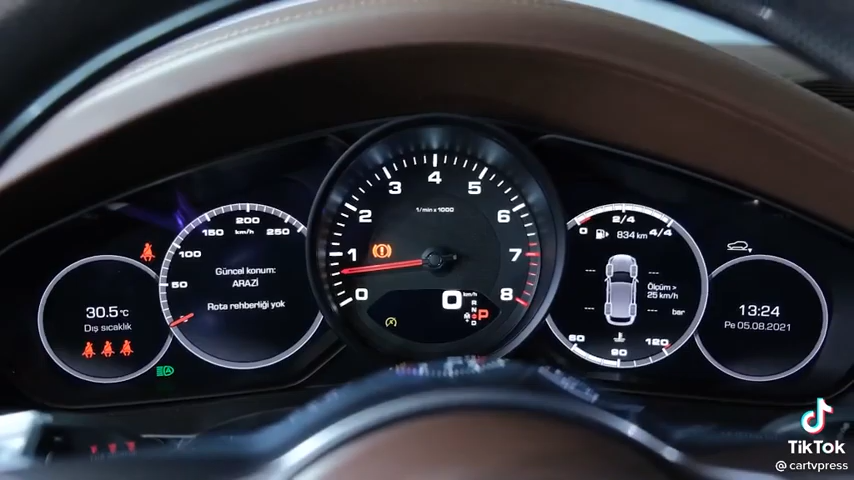 30.5°C
Dış sıcaklık
50
100
150
200
250
km/h
Güncel konum:
ARAZİ
Rota rehberliği yok
0
1
2
3
4
5
6
7
8
1/min x 1000
0 km/h
R
N
D
P
0
2/4
4/4
834 km
Ölçüm >
25 km/h
bar
60
90
120
13:24
Pe 05.08.2021
TikTok
@ cartvpress